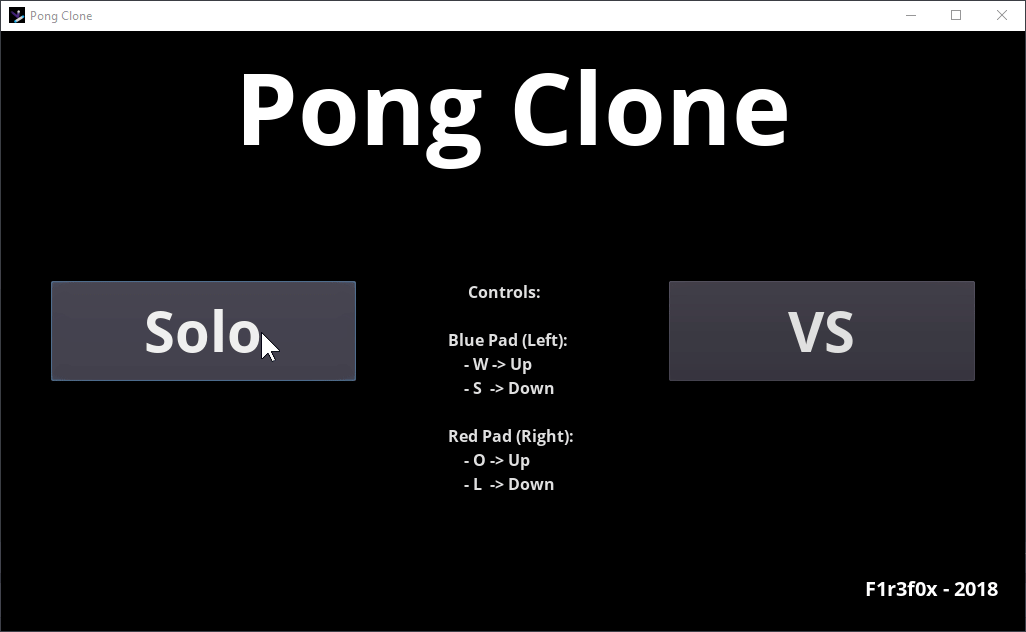 Pong Clone
Pong Clone
Solo
Controls:
Blue Pad (Left):
- W -> Up
- S -> Down
Red Pad (Right):
- O -> Up
- L -> Down
VS
F1r3f0x - 2018